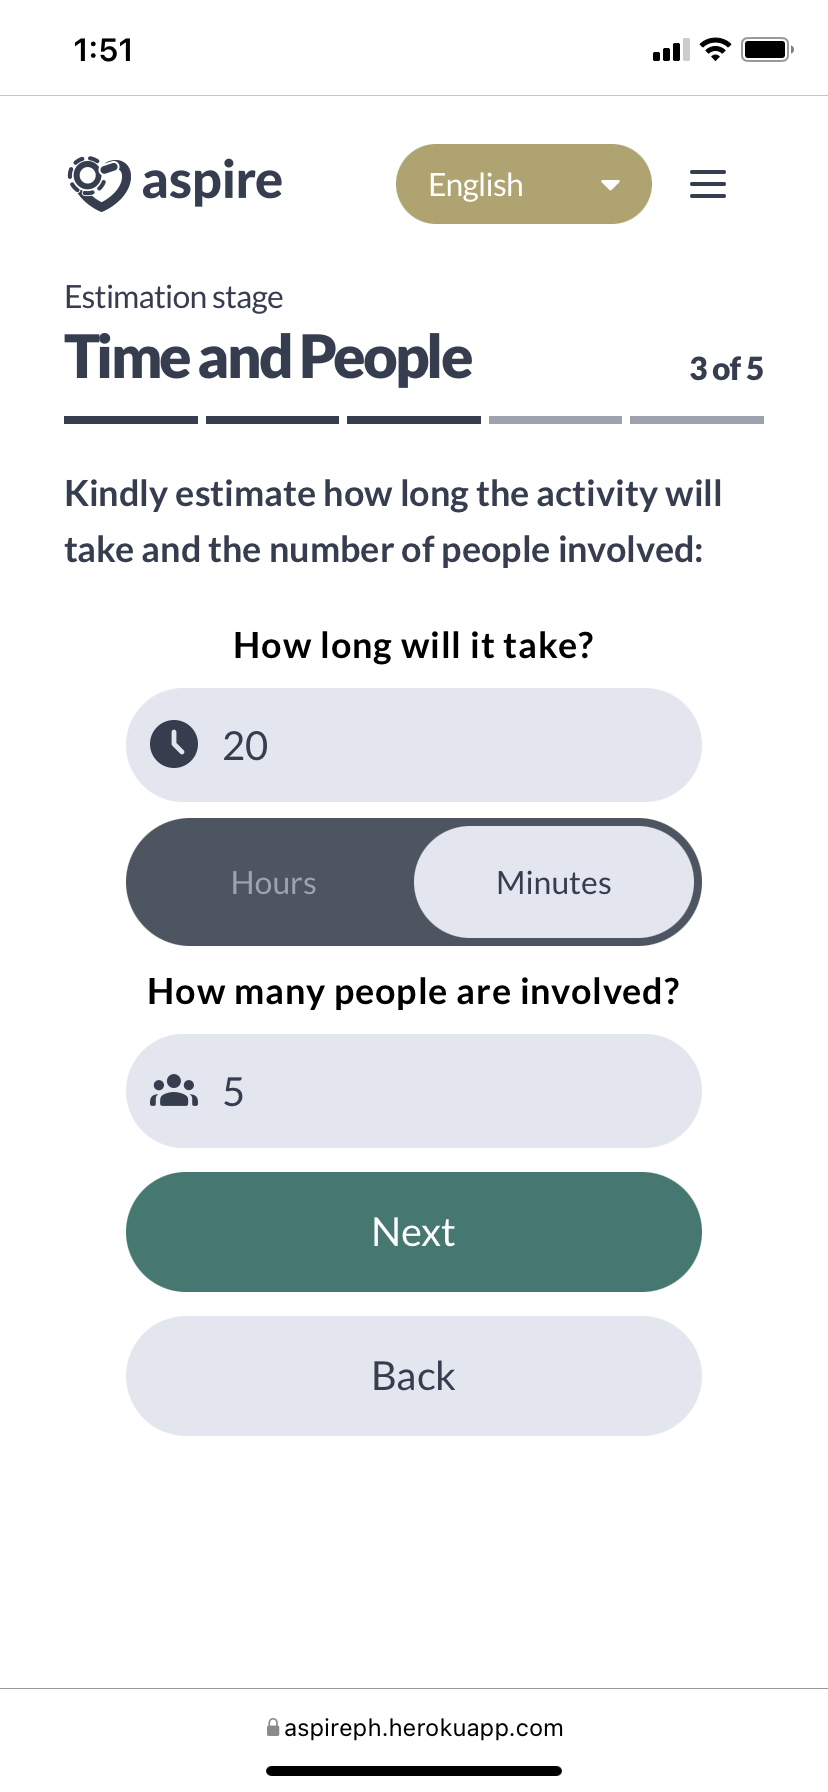 1:51
aspire
English
Estimation stage
Time and People
3 of 5
Kindly estimate how long the activity will
take and the number of people involved:
How long will it take?
20
Hours
Minutes
How many people are involved?
5
Next
Back
aspireph.herokuapp.com